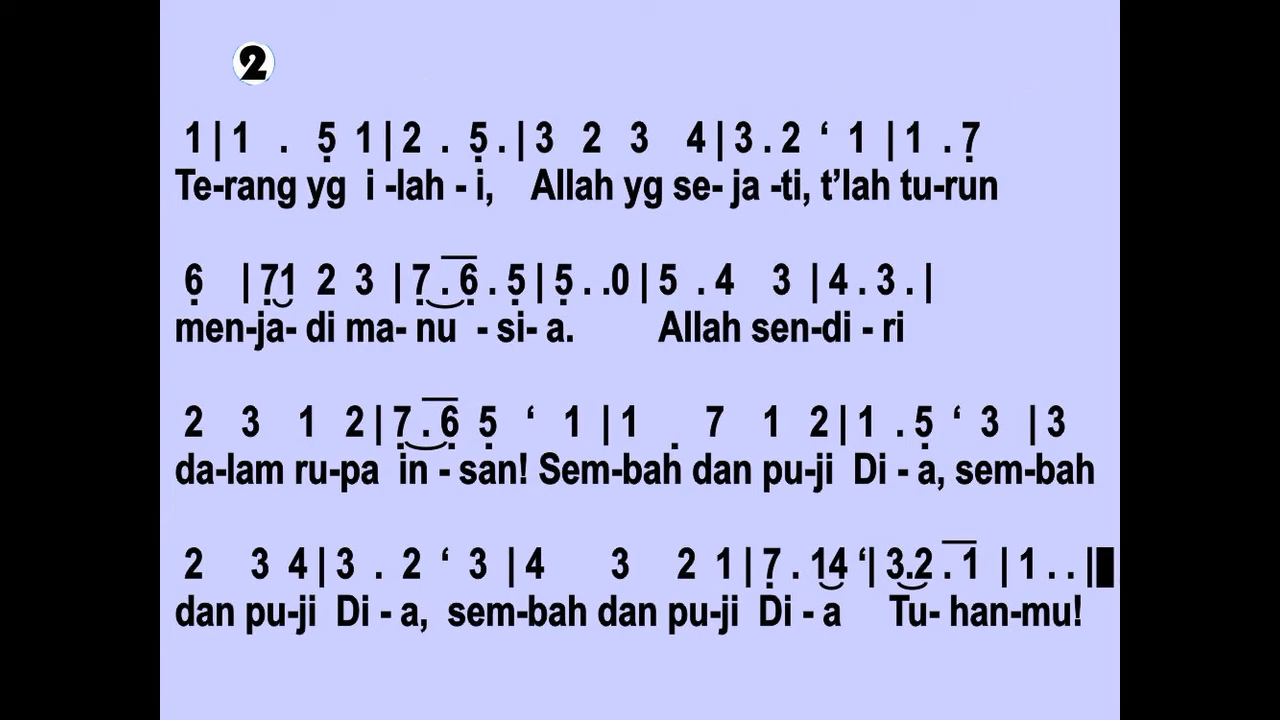 2
1 | 1 . 5̣ 1 | 2 . 5̣ . | 3 2 3 4 | 3 . 2 ‘ 1 | 1 . 7̣
Te-rang yg i -lah - i, Allah yg se- ja -ti, t’lah tu-run
6̣ | 7̣1 2 3 | 7̣ . 6̣ . 5̣ | 5̣ . .0 | 5 . 4 3 | 4 . 3 . |
men-ja- di ma- nu - si- a. Allah sen-di - ri
2 3 1 2 | 7̣ . 6̣ 5̣ ‘ 1 | 1 . 7 1 2 | 1 . 5̣ ‘ 3 | 3
da-lam ru-pa in - san! Sem-bah dan pu-ji Di - a, sem-bah
2 3 4 | 3 . 2 ‘ 3 | 4 3 2 1 | 7̣ . 14 ‘ | 3.2 . 1 | 1 . . |
dan pu-ji Di - a, sem-bah dan pu-ji Di - a Tu- han-mu!